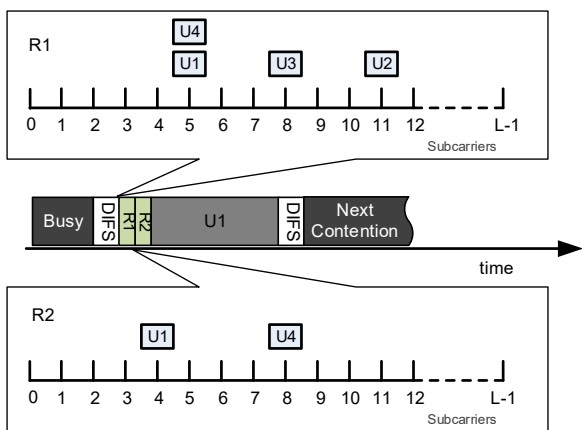 R1
U4
U1 U3 U2
0 1 2 3 4 5 6 7 8 9 10 11 12 L-1
Subcarriers
Busy DIFS R1 R2 U1 DIFS Next
Contention
time
R2
U1 U4
0 1 2 3 4 5 6 7 8 9 10 11 12 L-1
Subcarriers